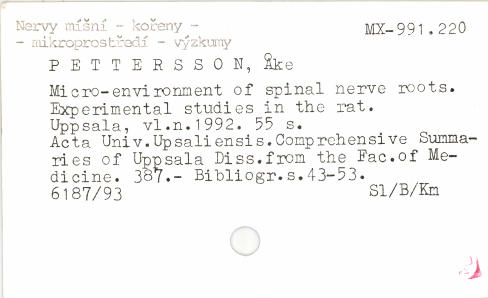 Nervy míšní - kořeny -
- mikroprostředí - výzkumy
MX-991.220
P E T T E R S S O N, Åke
Micro-environment of spinal nerve roots.
Experimental studies in the rat.
Uppsala, vl.n.1992. 55 s.
Acta Univ.Upsaliensis.Comprehensive Summa-
ries of Uppsala Diss.from the Fac.of Me-
dicine. 387.- Bibliogr.s.43-53.
6187/93 Sl/B/Km